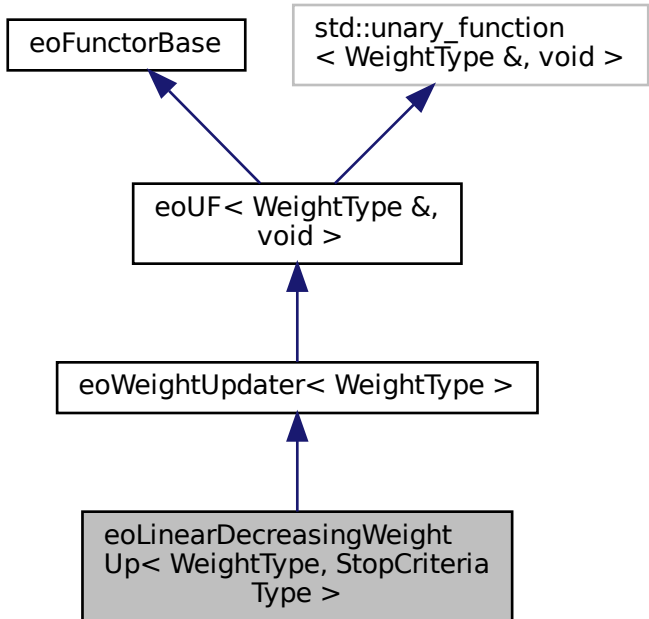 eoFunctorBase
std::unary_function
< WeightType &, void >
eoUF< WeightType &,
void >
eoWeightUpdater< WeightType >
eoLinearDecreasingWeight
Up< WeightType, StopCriteria
Type >